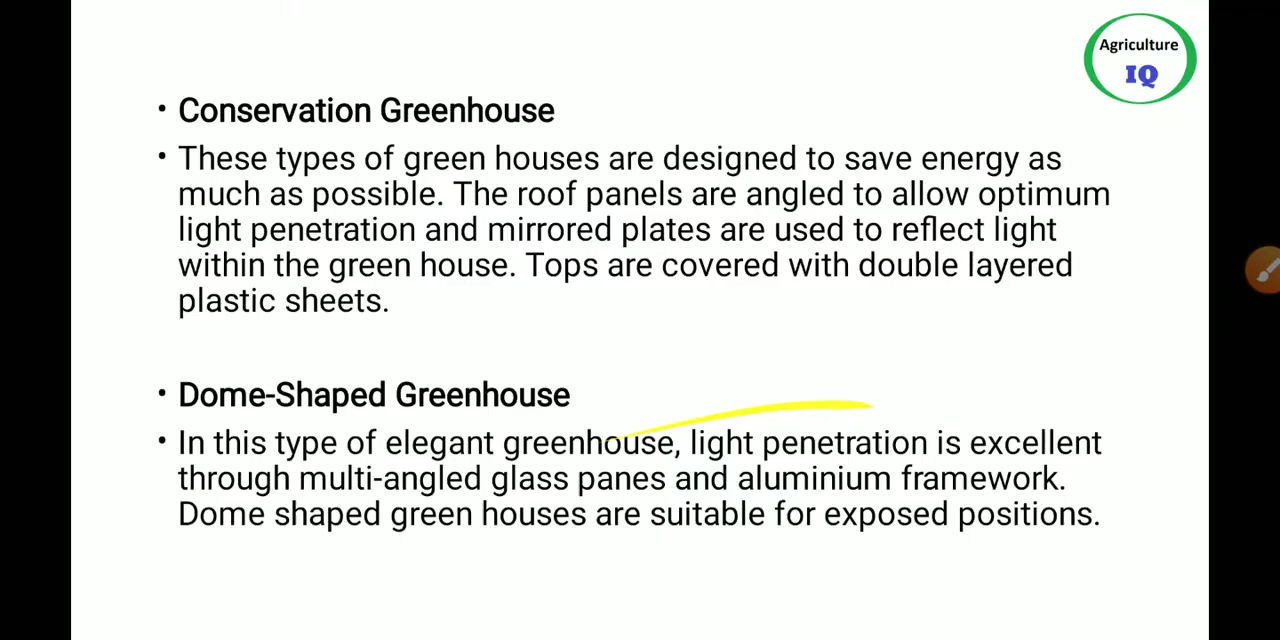 Agriculture
IQ
• Conservation Greenhouse
• These types of green houses are designed to save energy as
much as possible. The roof panels are angled to allow optimum
light penetration and mirrored plates are used to reflect light
within the green house. Tops are covered with double layered
plastic sheets.
• Dome-Shaped Greenhouse
• In this type of elegant greenhouse, light penetration is excellent
through multi-angled glass panes and aluminium framework.
Dome shaped green houses are suitable for exposed positions.